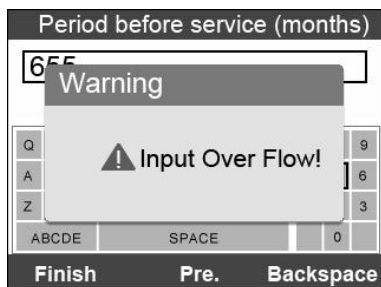 Period before service (months)
655
Warning
Input Over Flow!
Q 9
A 6
Z 3
ABCDE SPACE 0
Finish Pre. Backspace